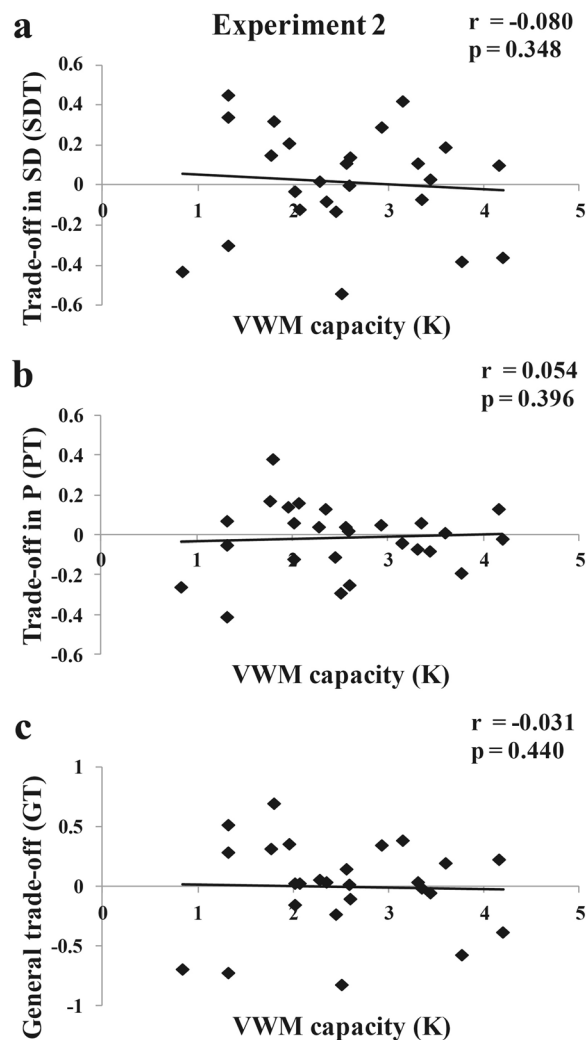 a
Experiment 2
r = -0.080
p = 0.348
Trade-off in SD (SDT)
0.6
0.4
0.2
0
-0.2
-0.4
-0.6
0 1 2 3 4 5
VWM capacity (K)
b
r = 0.054
p = 0.396
Trade-off in P (PT)
0.6
0.4
0.2
0
-0.2
-0.4
-0.6
0 1 2 3 4 5
VWM capacity (K)
c
r = -0.031
p = 0.440
General trade-off (GT)
1
0.5
0
-0.5
-1
0 1 2 3 4 5
VWM capacity (K)